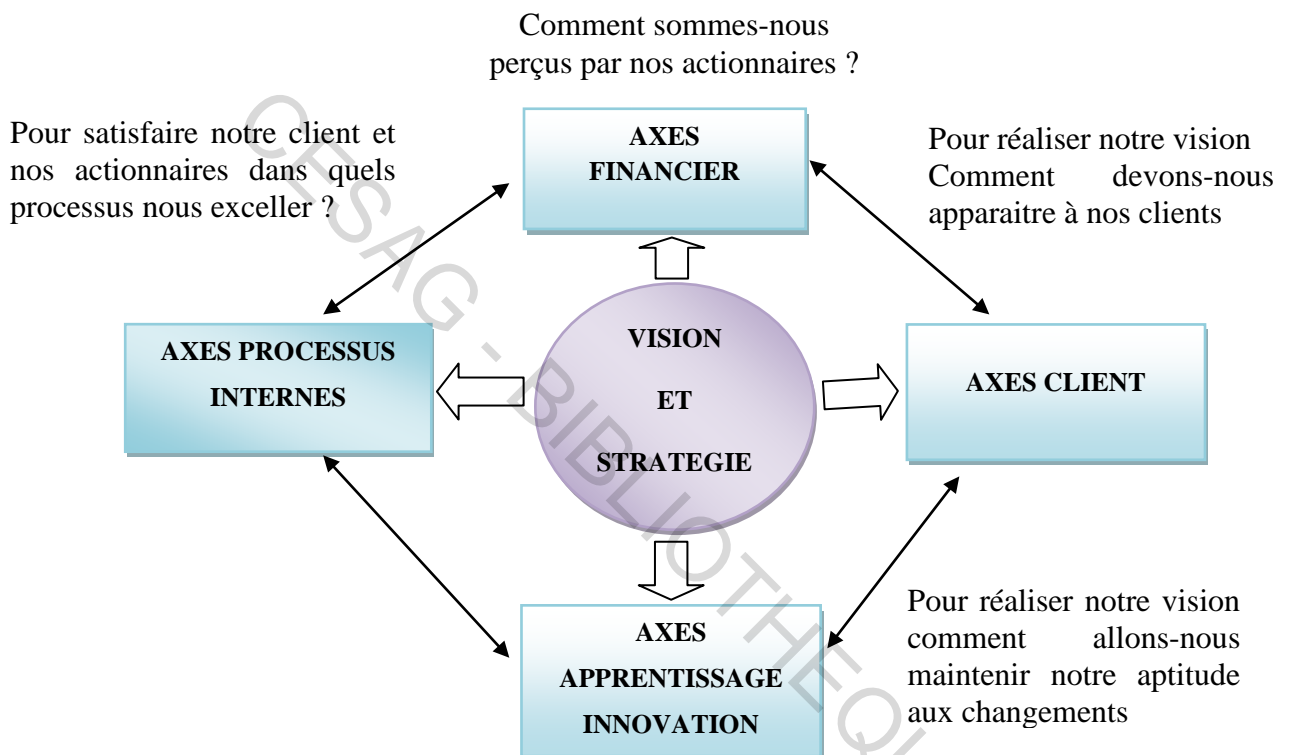 Comment sommes-nous
perçus par nos actionnaires ?
Pour satisfaire notre client et
nos actionnaires dans quels
processus nous exceller ?
AXES
FINANCIER
Pour réaliser notre vision
Comment devons-nous
apparaitre à nos clients
AXES PROCESSUS
INTERNES
VISION
ET
STRATEGIE
AXES CLIENT
AXES
APPRENTISSAGE
INNOVATION
Pour réaliser notre vision
comment allons-nous
maintenir notre aptitude
aux changements
CESAG - BIBLIOTHEQU